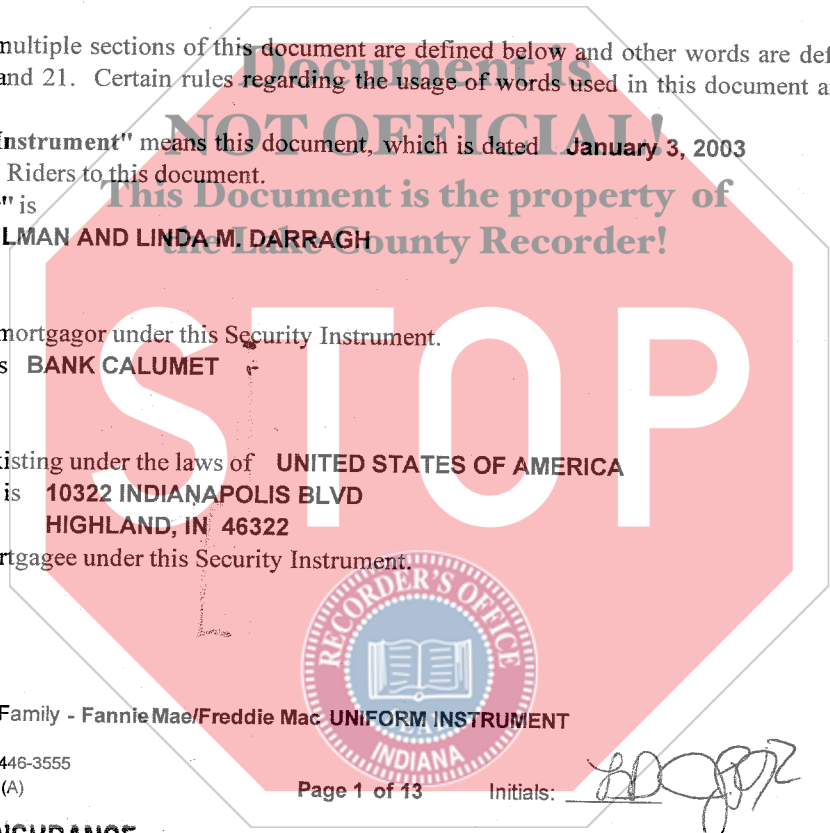 multiple sections of this document are defined below and other words are def
and 21. Certain rules regarding the usage of words used in this document a
Document is
Instrument" means this document, which is dated January 3, 2003
NOT OFFICIAL!
Riders to this document.
This Document is the property of
" is
LMAN AND LINDA M. DARRAGH
the Lake County Recorder!
mortgagor under this Security Instrument.
s BANK CALUMET
STOP
isting under the laws of UNITED STATES OF AMERICA
is 10322 INDIANAPOLIS BLVD
HIGHLAND, IN 46322
rtgagee under this Security Instrument.
RECORDER'S OFFICE
Family - Fannie Mae/Freddie Mac UNIFORM INSTRUMENT
INDIANA
446-3555
(A)
Page 1 of 13 Initials: LD